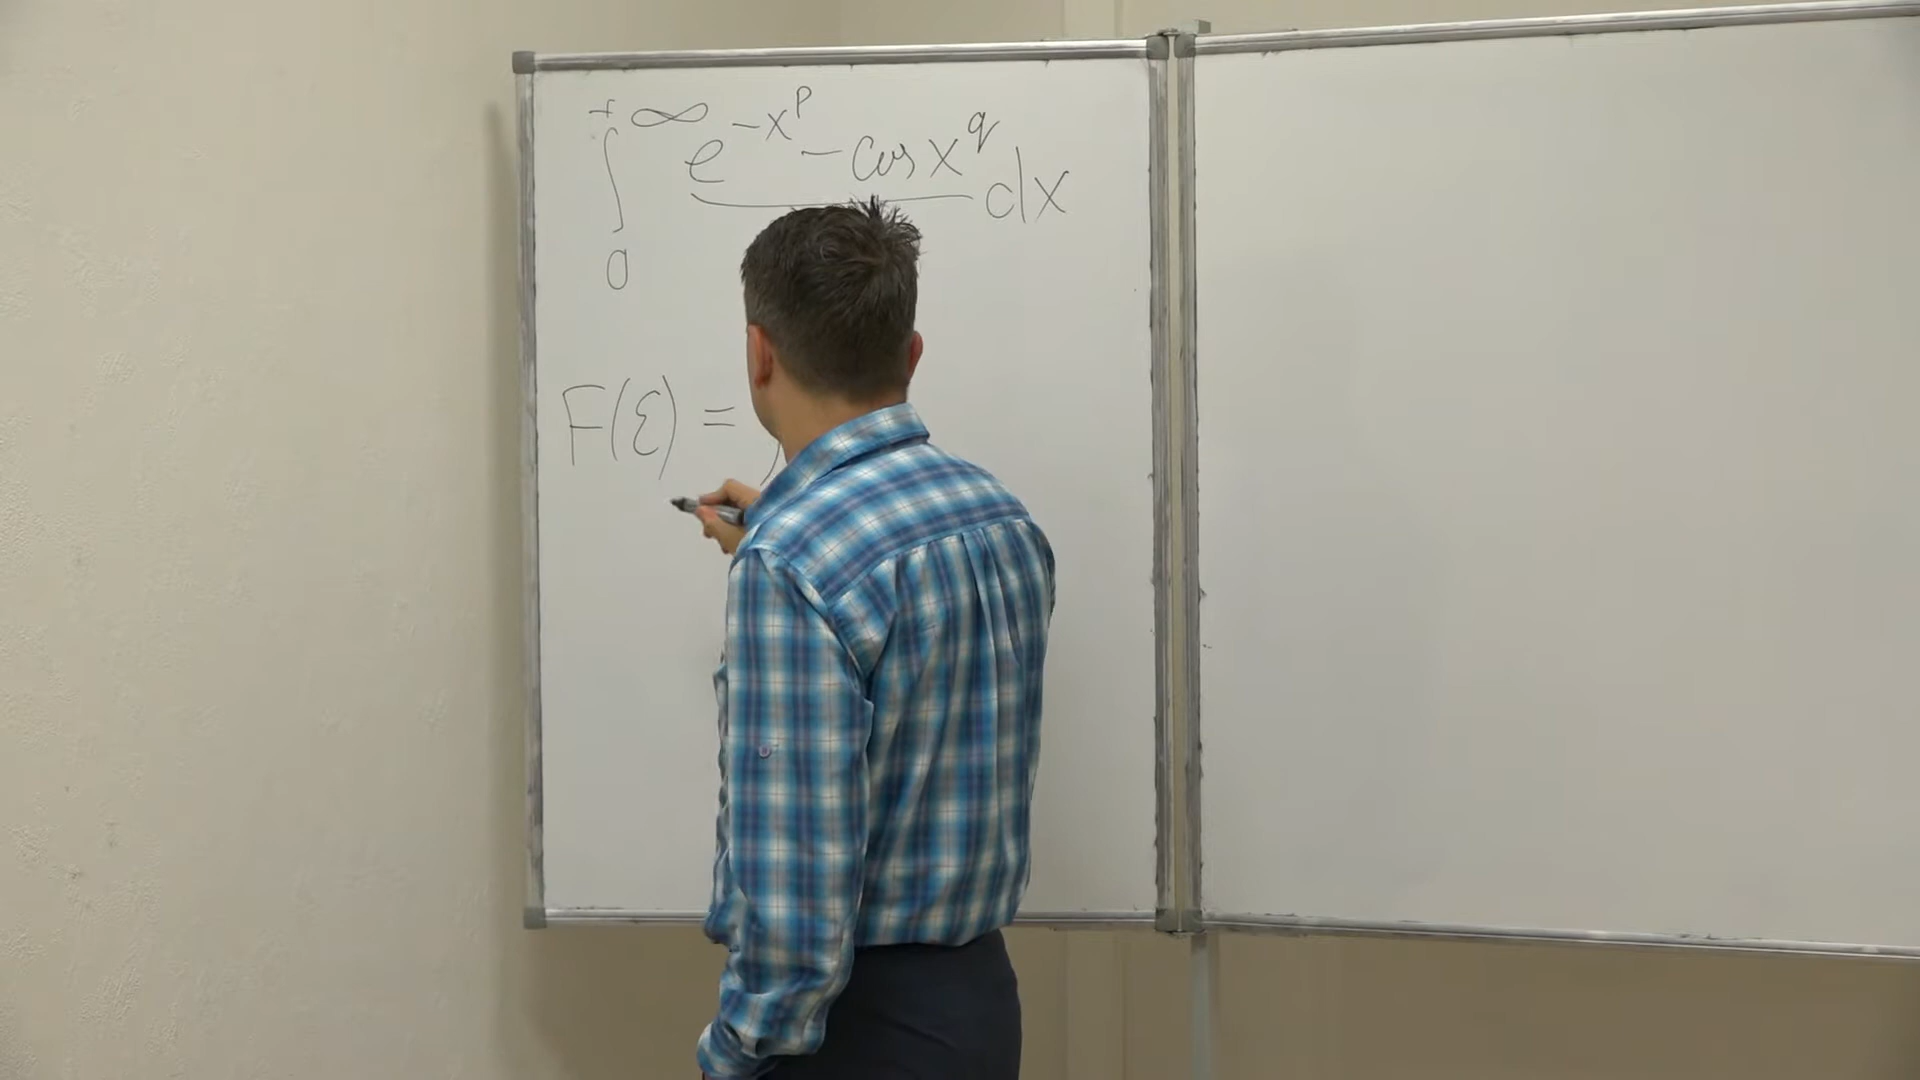 ∫₀^{+∞} e^{-x^p} - cos x^q dx
F(ε) = ∫